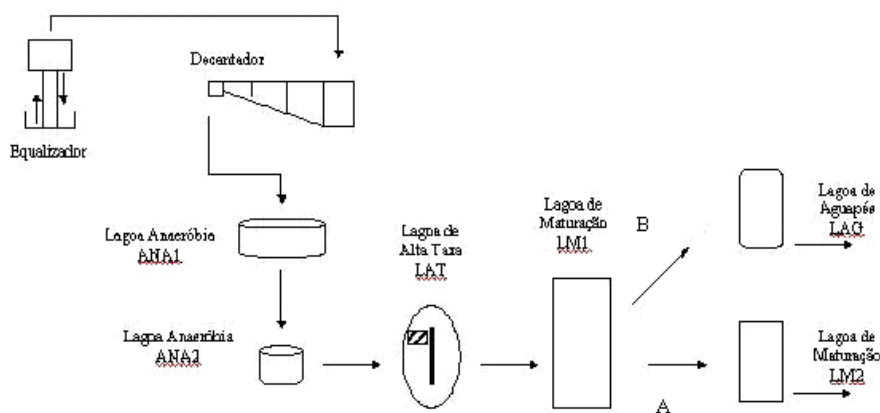 Decantador
Equalizador
Lagoa Anaeróbia
ANA1
Lagoa Anaeróbia
ANA2
Lagoa de
Alta Taxa
LAT
Lagoa de
Maturação
LM1
B
A
Lagoa de
Aguapés
LAG
Lagoa de
Maturação
LM2